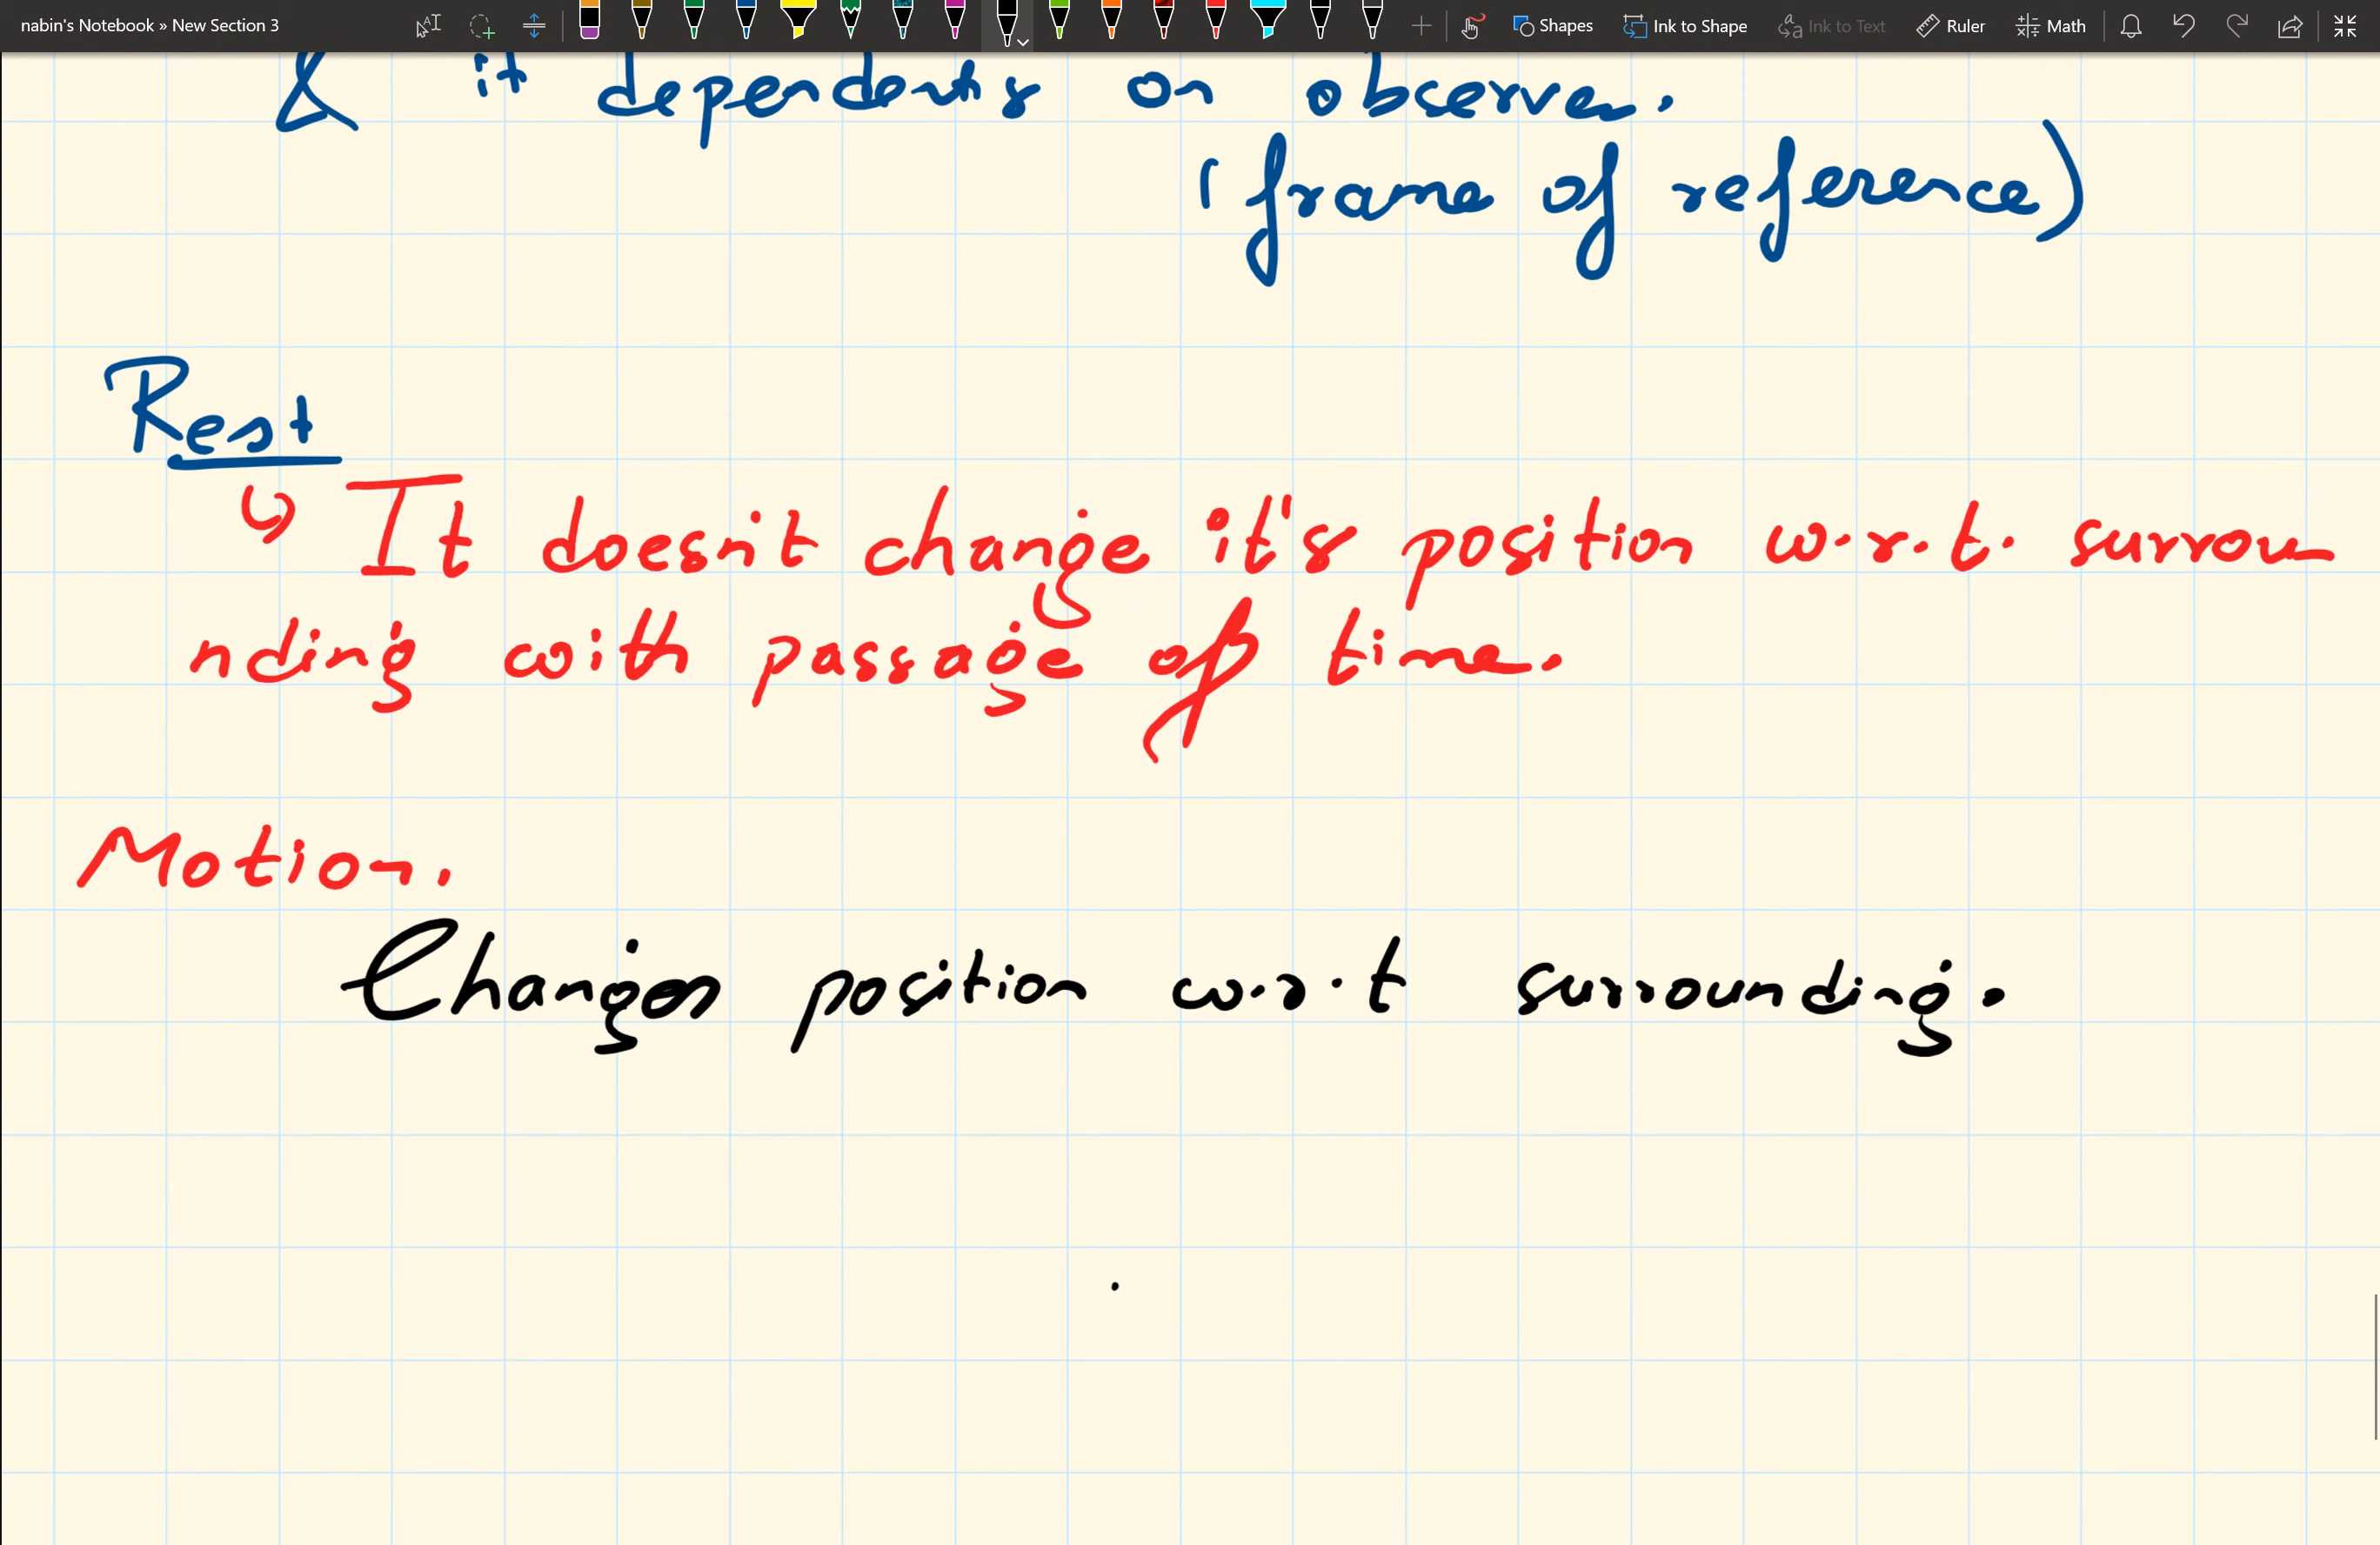 nabin's Notebook » New Section 3
Shapes Ink to Shape Ink to Text Ruler Math
& it dependents on observer.
(frame of reference)
Rest
↳ It doesn't change it's position w.r.t. surrou
nding with passage of time.
Motion.
Changes position w.r.t surrounding.